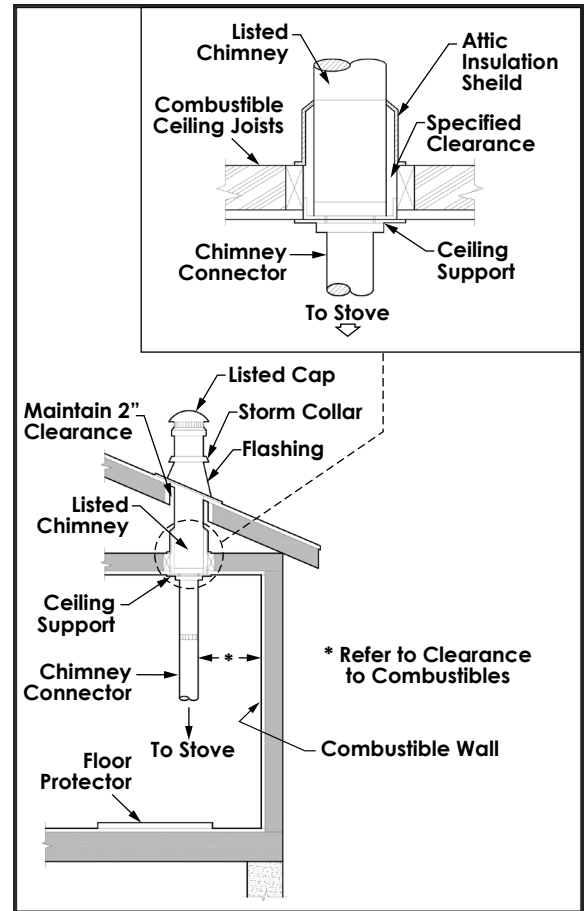 Listed
Chimney
Attic
Insulation
Sheild
Combustible
Ceiling Joists
Specified
Clearance
Chimney
Connector
Ceiling
Support
To Stove
Listed Cap
Maintain 2”
Clearance
Storm Collar
Flashing
Listed
Chimney
Ceiling
Support
*
* Refer to Clearance
to Combustibles
Chimney
Connector
To Stove
Combustible Wall
Floor
Protector